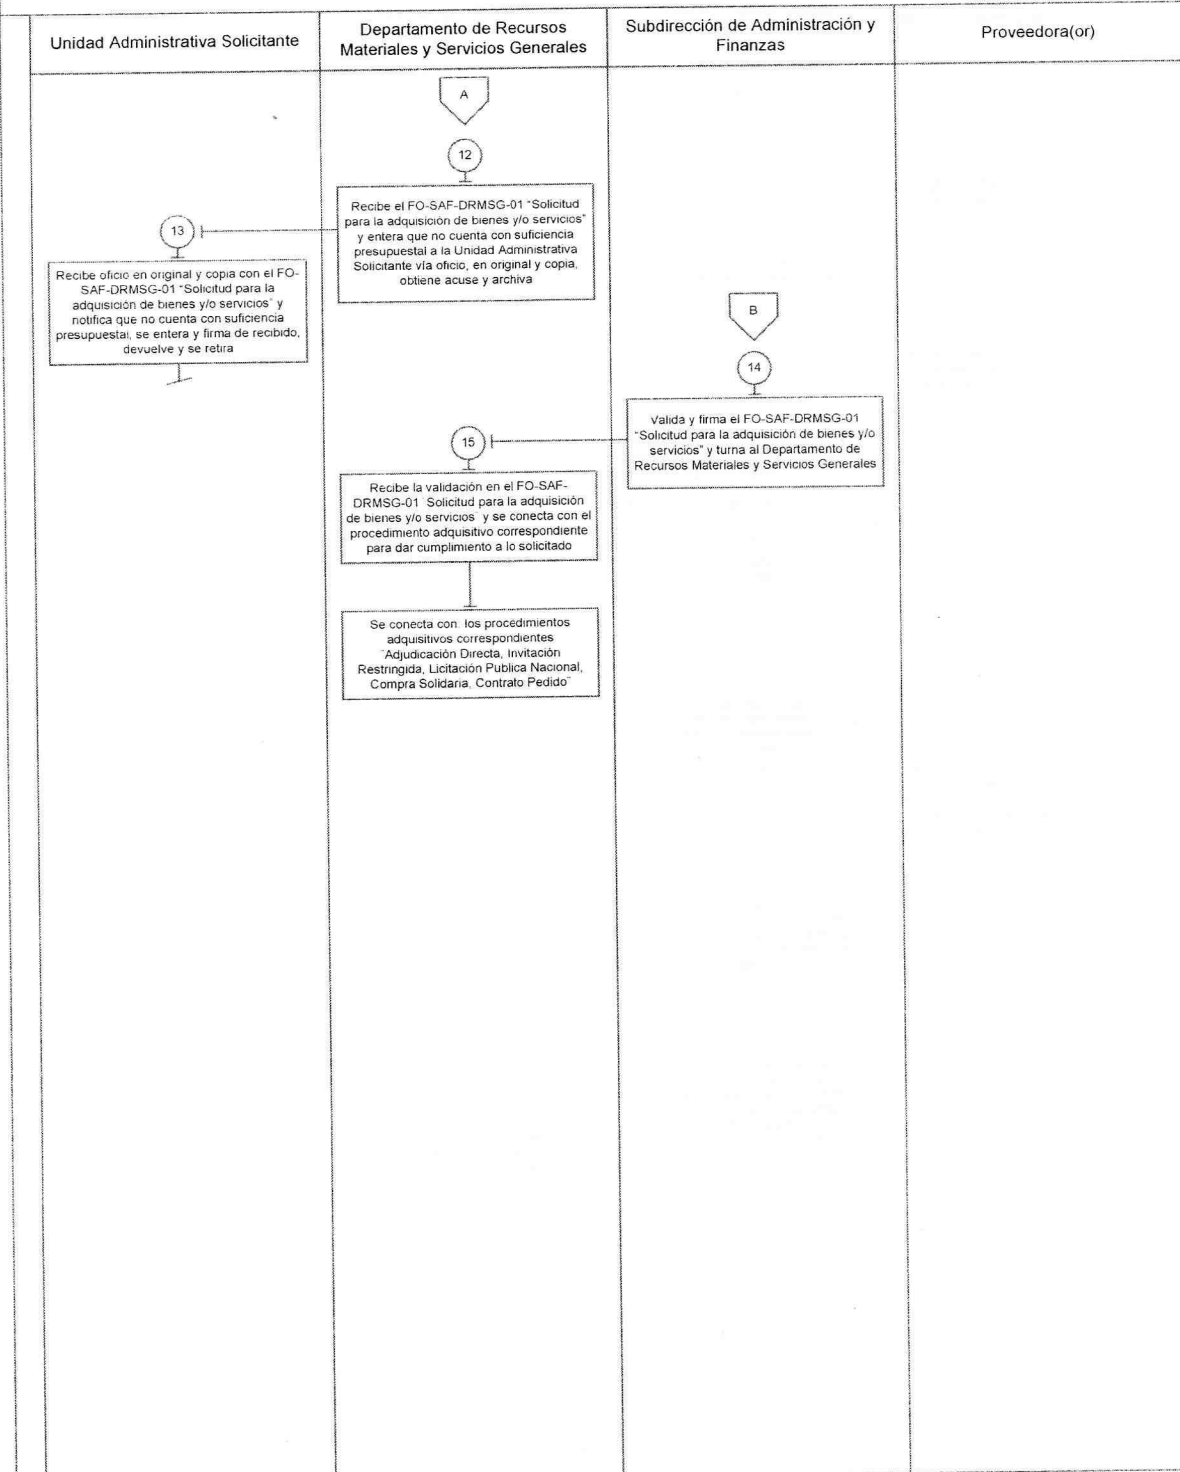 Unidad Administrativa Solicitante
Departamento de Recursos
Materiales y Servicios Generales
Subdirección de Administración y
Finanzas
Proveedora(or)
A
12
Recibe el FO-SAF-DRMSG-01 "Solicitud
para la adquisición de bienes y/o servicios"
y entera que no cuenta con suficiencia
presupuestal a la Unidad Administrativa
Solicitante vía oficio, en original y copia,
obtiene acuse y archiva
13
Recibe oficio en original y copia con el FO-
SAF-DRMSG-01 "Solicitud para la
adquisición de bienes y/o servicios" y
notifica que no cuenta con suficiencia
presupuestal, se entera y firma de recibido,
devuelve y se retira
B
14
Valida y firma el FO-SAF-DRMSG-01
"Solicitud para la adquisición de bienes y/o
servicios" y turna al Departamento de
Recursos Materiales y Servicios Generales
15
Recibe la validación en el FO-SAF-
DRMSG-01 "Solicitud para la adquisición
de bienes y/o servicios" y se conecta con el
procedimiento adquisitivo correspondiente
para dar cumplimiento a lo solicitado
Se conecta con: los procedimientos
adquisitivos correspondientes
"Adjudicación Directa, Invitación
Restringida, Licitación Publica Nacional,
Compra Solidaria, Contrato Pedido"